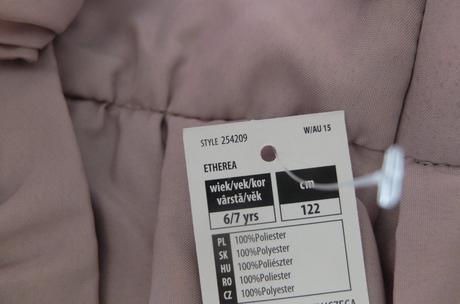 STYLE 254209 W/AU 15
ETHEREA
wiek/vek/kor cm
vârstă/věk
6/7 yrs 122
PL 100%Poliester
SK 100%Polyester
HU 100%Poliészter
RO 100%Poliester
CZ 100%Polyester